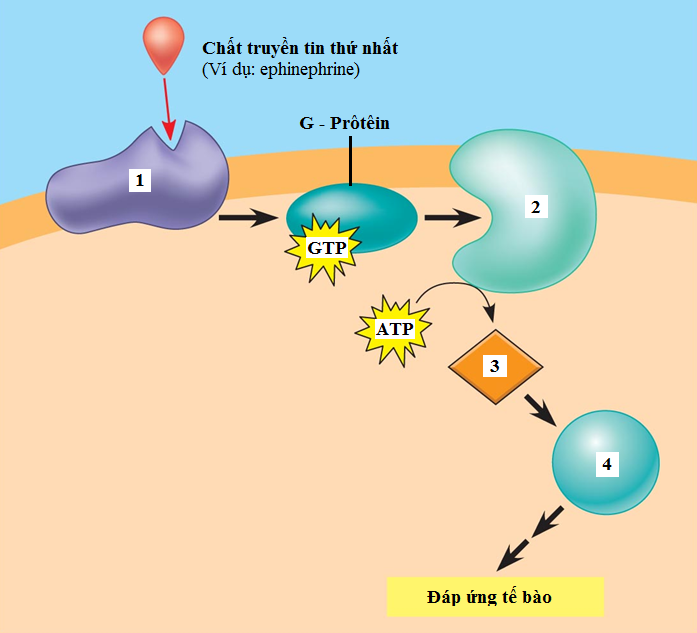 Chất truyền tin thứ nhất
(Ví dụ: ephinephrine)
G - Prôtêin
1
2
GTP
ATP
3
4
Đáp ứng tế bào